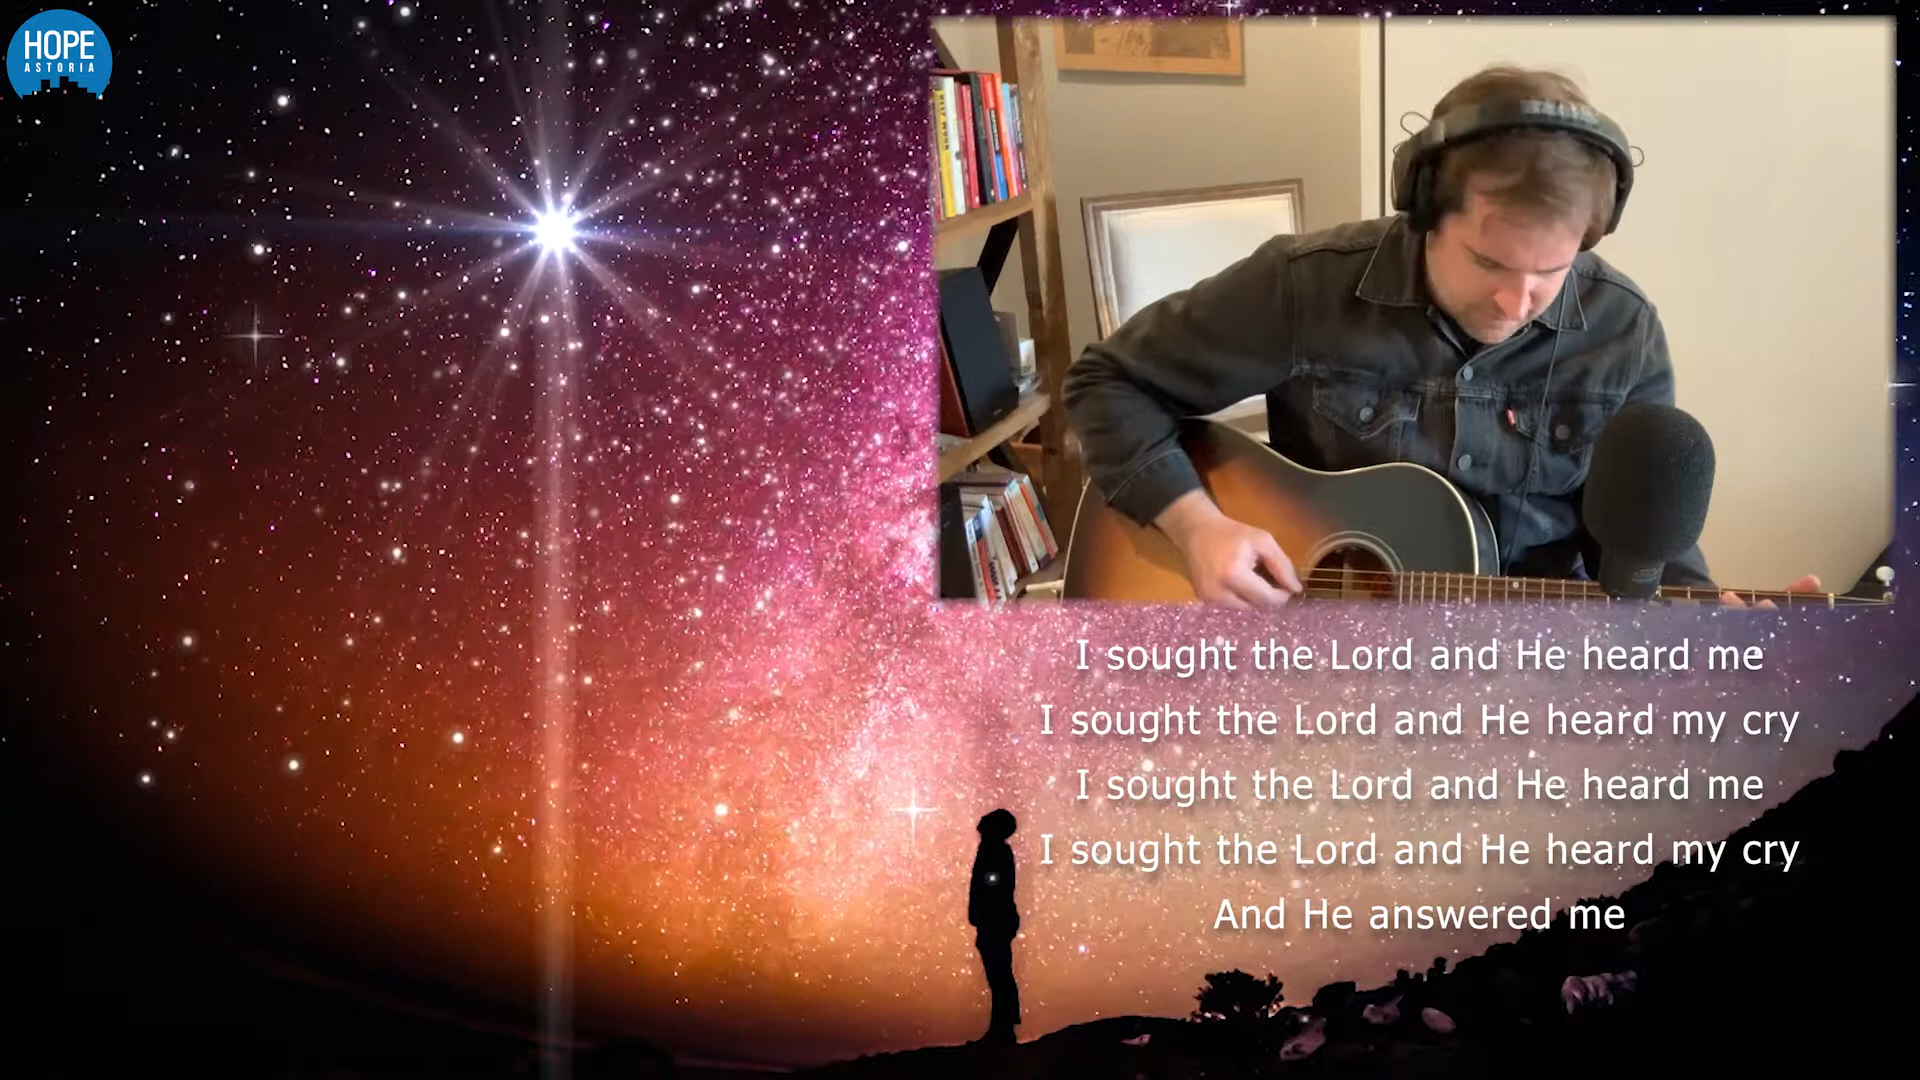 HOPE
ASTORIA
I sought the Lord and He heard me
I sought the Lord and He heard my cry
I sought the Lord and He heard me
I sought the Lord and He heard my cry
And He answered me